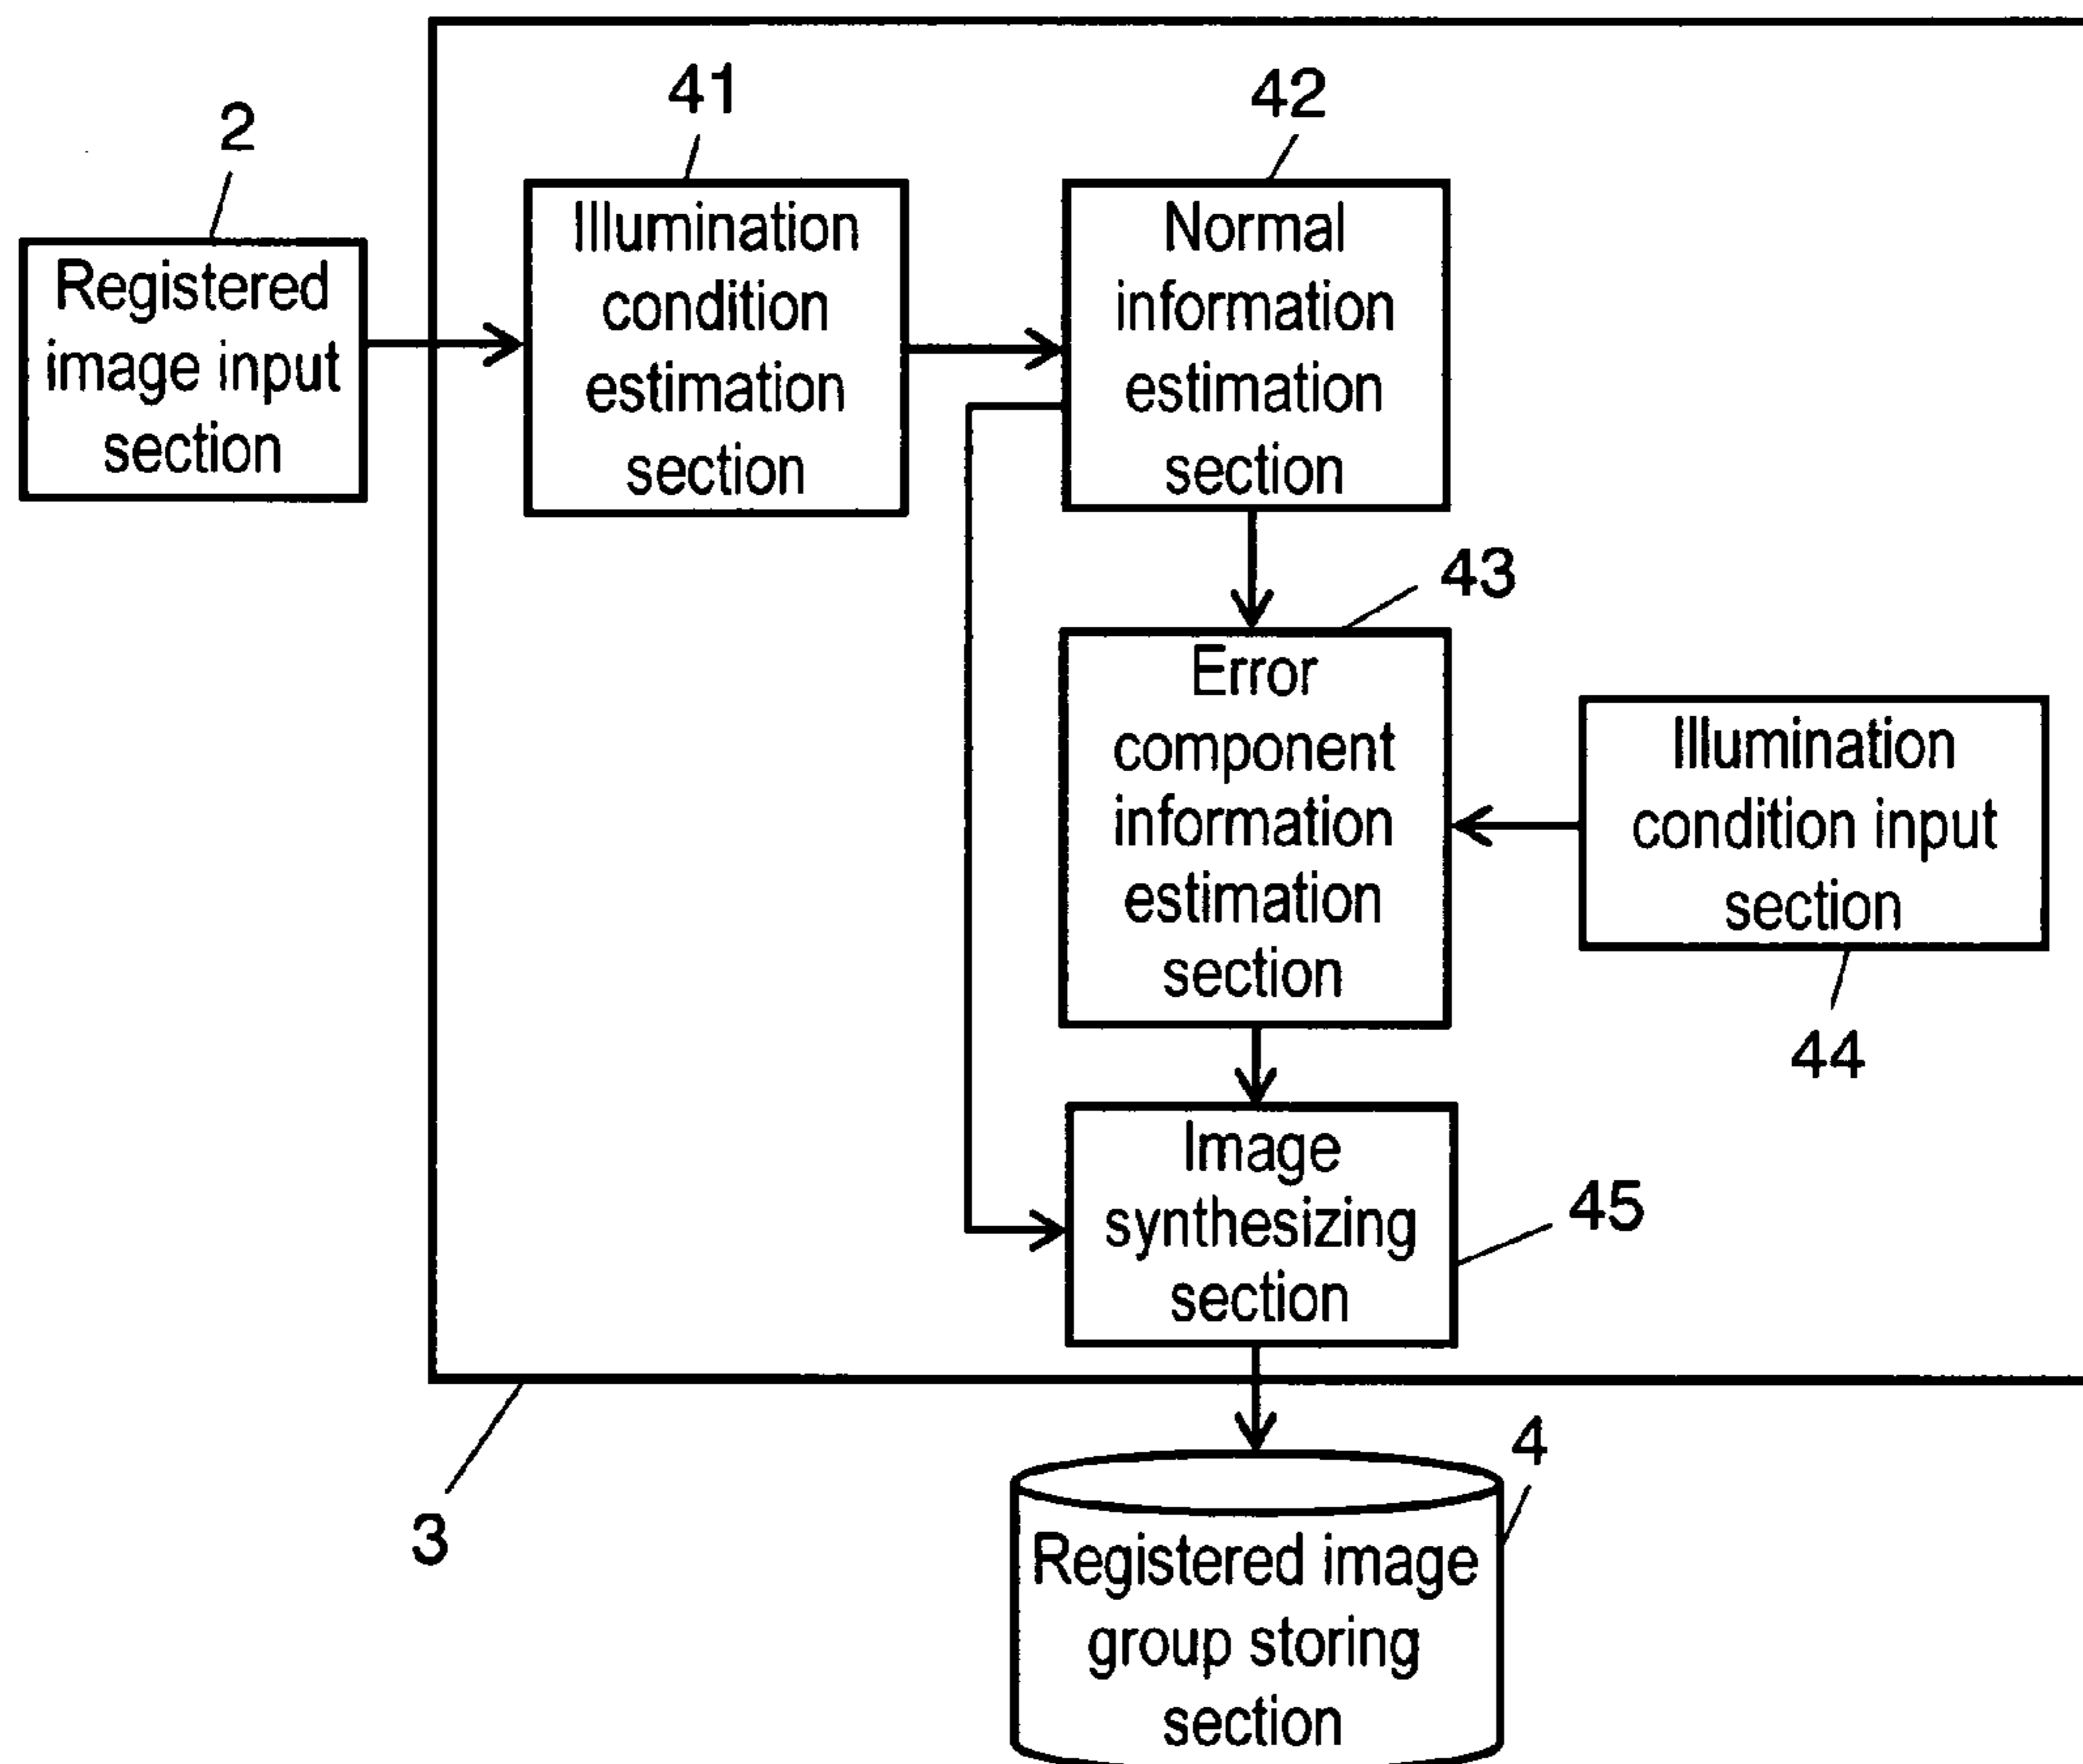 41
42
2
Illumination
condition
estimation
section
Normal
information
estimation
section
Registered
image input
section
43
Error
component
information
estimation
section
Illumination
condition input
section
44
Image
synthesizing
section
45
3
4
Registered image
group storing
section